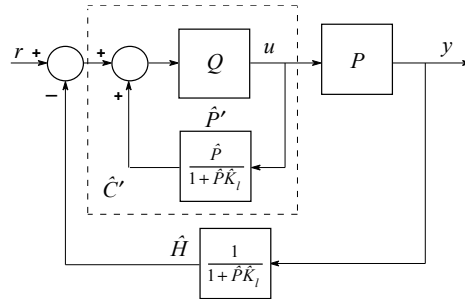 r + + Q u P y
− +
P̂′
P̂
1 + P̂K̂_l
Ĉ′
Ĥ
1
1 + P̂K̂_l